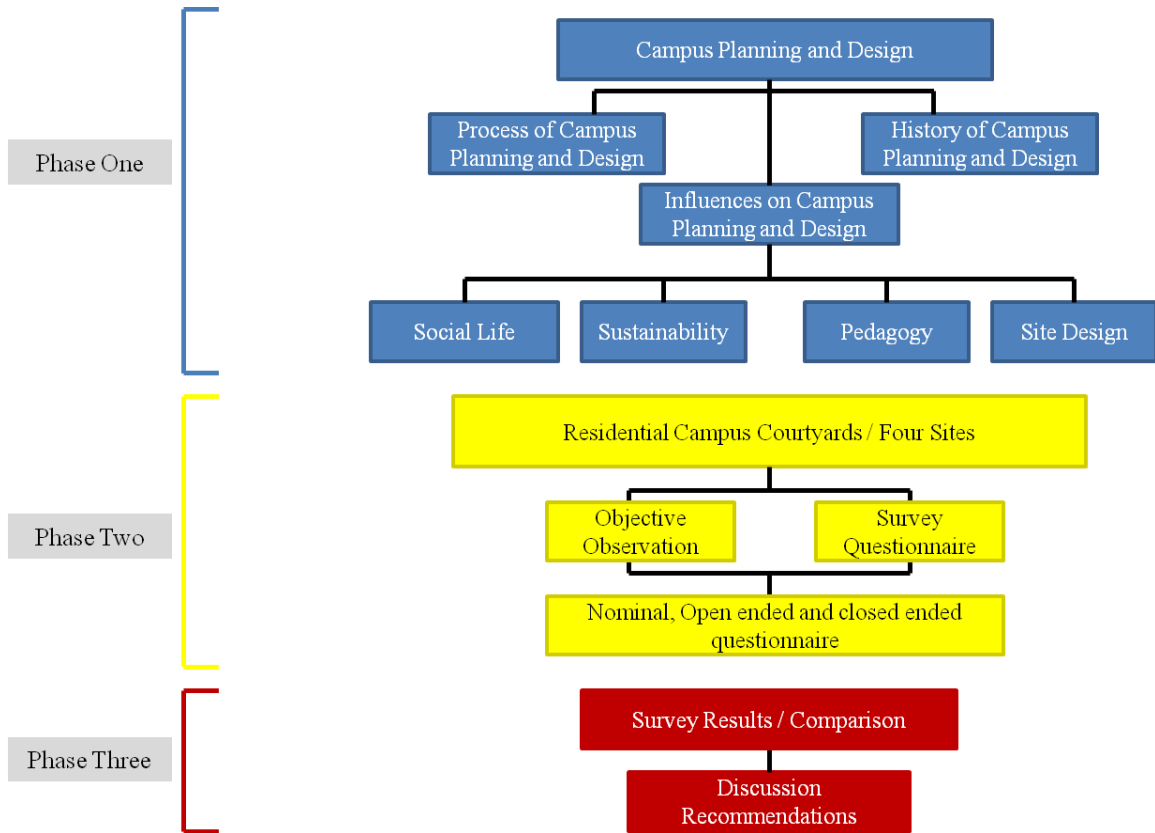 Phase One
Campus Planning and Design
Process of Campus
Planning and Design
History of Campus
Planning and Design
Influences on Campus
Planning and Design
Social Life
Sustainability
Pedagogy
Site Design
Phase Two
Residential Campus Courtyards / Four Sites
Objective
Observation
Survey
Questionnaire
Nominal, Open ended and closed ended
questionnaire
Phase Three
Survey Results / Comparison
Discussion
Recommendations